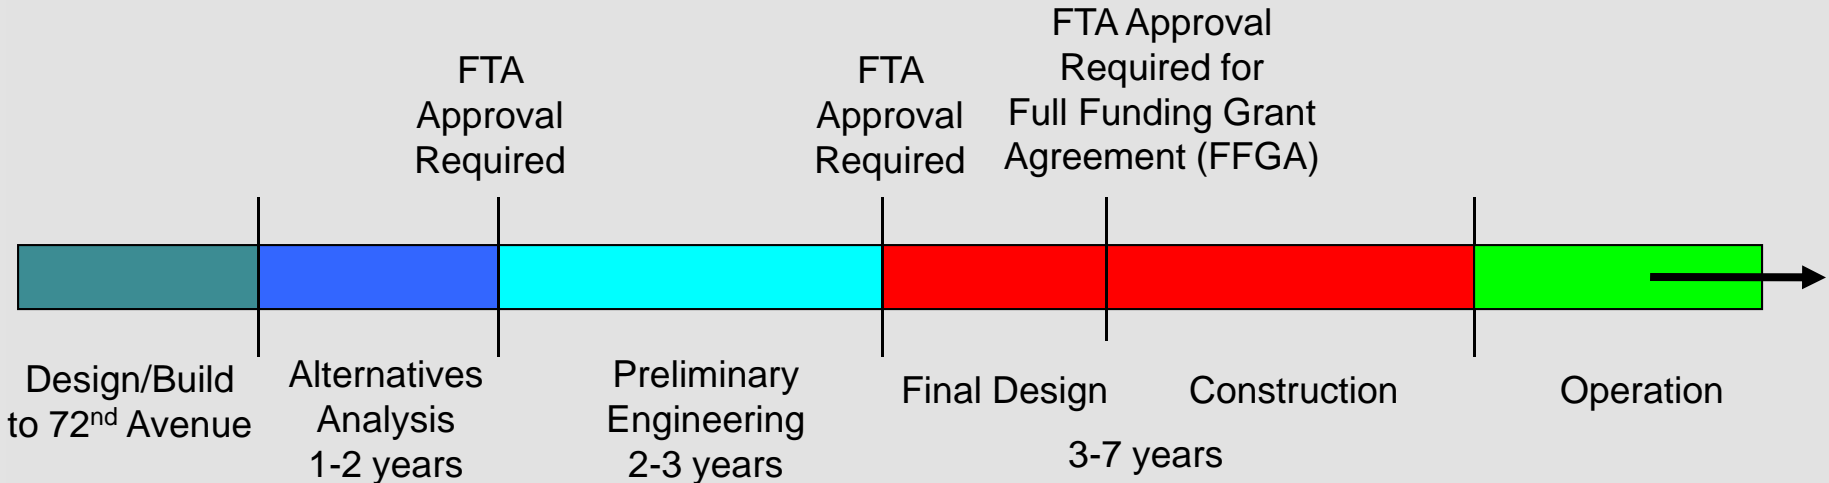 FTA
Approval
Required
FTA
Approval
Required
FTA Approval
Required for
Full Funding Grant
Agreement (FFGA)
Design/Build
to 72nd Avenue
Alternatives
Analysis
1-2 years
Preliminary
Engineering
2-3 years
Final Design
Construction
3-7 years
Operation